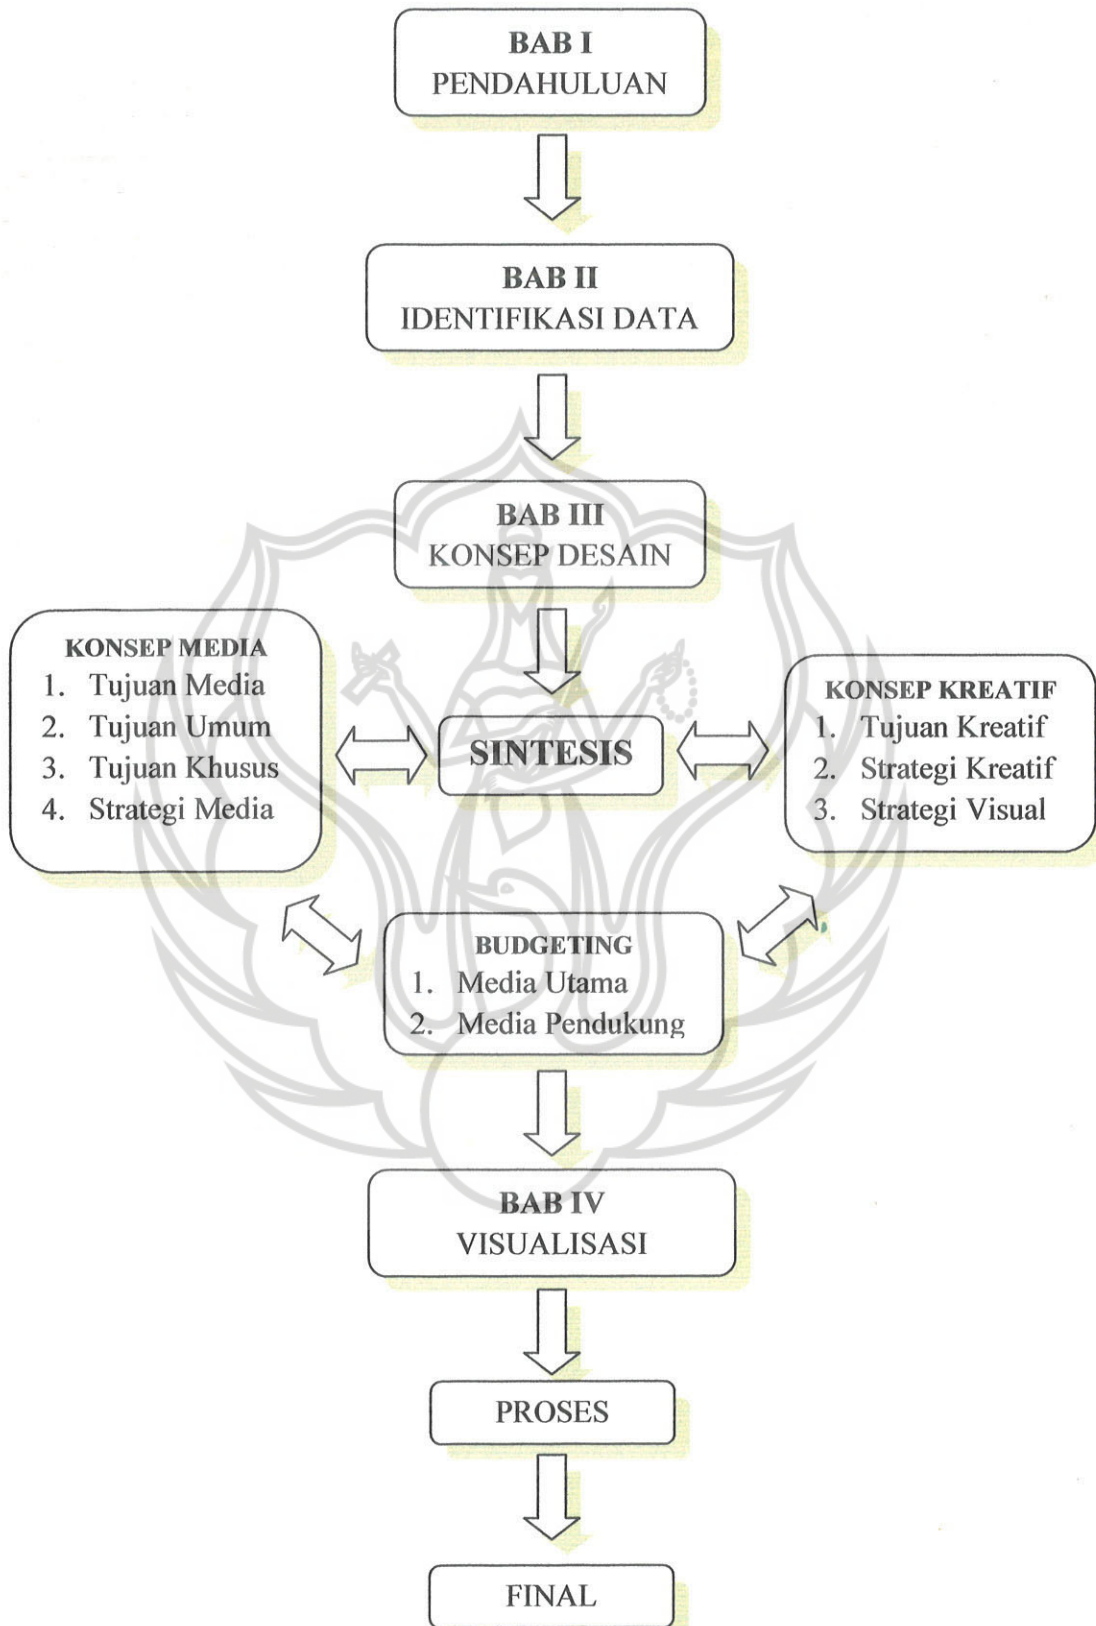 BAB I
PENDAHULUAN
BAB II
IDENTIFIKASI DATA
BAB III
KONSEP DESAIN
KONSEP MEDIA
1. Tujuan Media
2. Tujuan Umum
3. Tujuan Khusus
4. Strategi Media
SINTESIS
KONSEP KREATIF
1. Tujuan Kreatif
2. Strategi Kreatif
3. Strategi Visual
BUDGETING
1. Media Utama
2. Media Pendukung
BAB IV
VISUALISASI
PROSES
FINAL